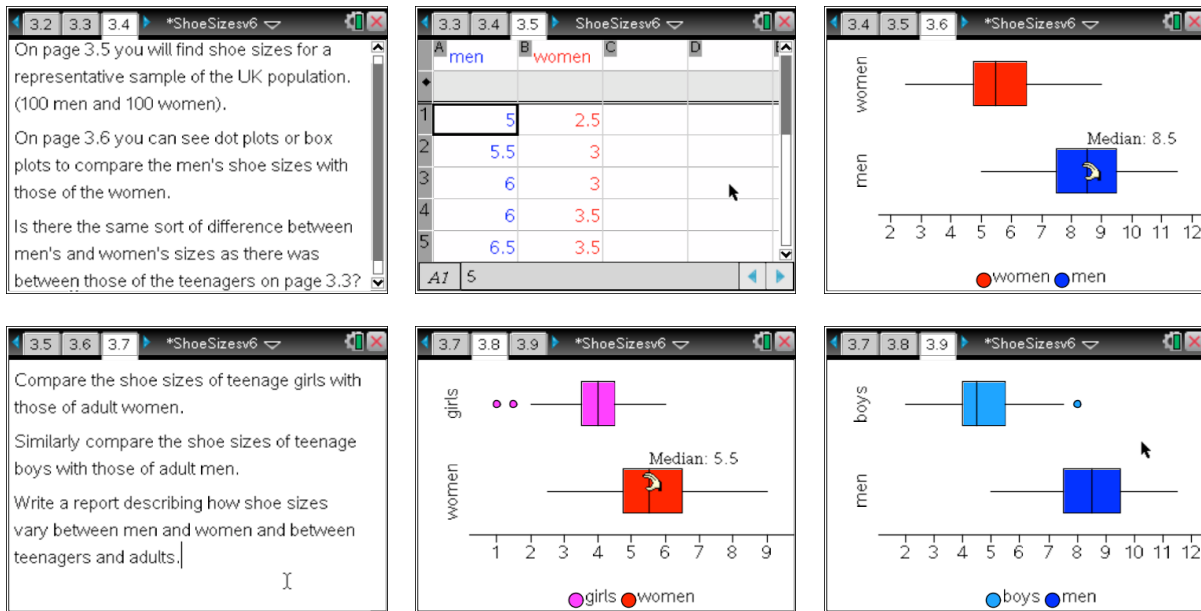 3.2 3.3 3.4 *ShoeSizesv6
On page 3.5 you will find shoe sizes for a
representative sample of the UK population.
(100 men and 100 women).
On page 3.6 you can see dot plots or box
plots to compare the men's shoe sizes with
those of the women.
Is there the same sort of difference between
men's and women's sizes as there was
between those of the teenagers on page 3.3?
3.3 3.4 3.5 ShoeSizesv6
A men B women C D
1 5 2.5
2 5.5 3
3 6 3
4 6 3.5
5 6.5 3.5
A1 5
3.4 3.5 3.6 *ShoeSizesv6
women
Median: 8.5
men
2 3 4 5 6 7 8 9 10 11 12
women men
3.5 3.6 3.7 *ShoeSizesv6
Compare the shoe sizes of teenage girls with
those of adult women.
Similarly compare the shoe sizes of teenage
boys with those of adult men.
Write a report describing how shoe sizes
vary between men and women and between
teenagers and adults.
3.7 3.8 3.9 *ShoeSizesv6
girls
Median: 5.5
women
1 2 3 4 5 6 7 8 9
girls women
3.7 3.8 3.9 *ShoeSizesv6
boys
men
2 3 4 5 6 7 8 9 10 11 12
boys men